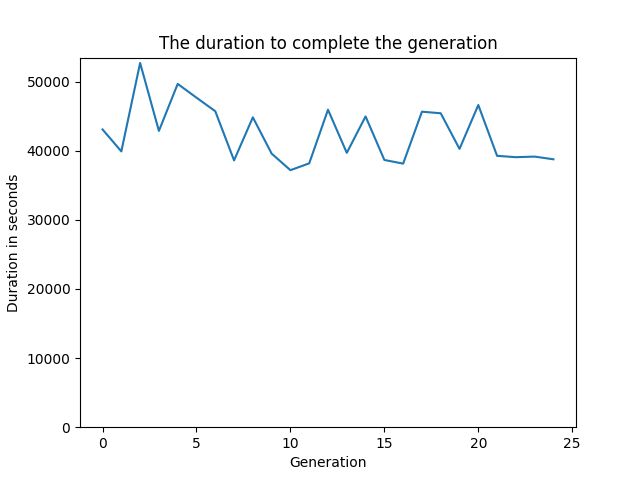 The duration to complete the generation
50000
40000
30000
20000
10000
0
Duration in seconds
0 5 10 15 20 25
Generation